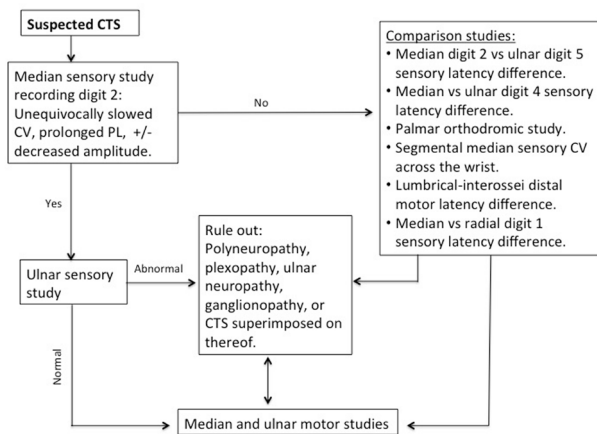 Suspected CTS
Median sensory study
recording digit 2:
Unequivocally slowed
CV, prolonged PL, +/-
decreased amplitude.
No
Comparison studies:
• Median digit 2 vs ulnar digit 5
sensory latency difference.
• Median vs ulnar digit 4 sensory
latency difference.
• Palmar orthodromic study.
• Segmental median sensory CV
across the wrist.
• Lumbrical-interossei distal
motor latency difference.
• Median vs radial digit 1
sensory latency difference.
Yes
Ulnar sensory
study
Abnormal
Rule out:
Polyneuropathy,
plexopathy, ulnar
neuropathy,
ganglionopathy, or
CTS superimposed on
thereof.
Normal
Median and ulnar motor studies